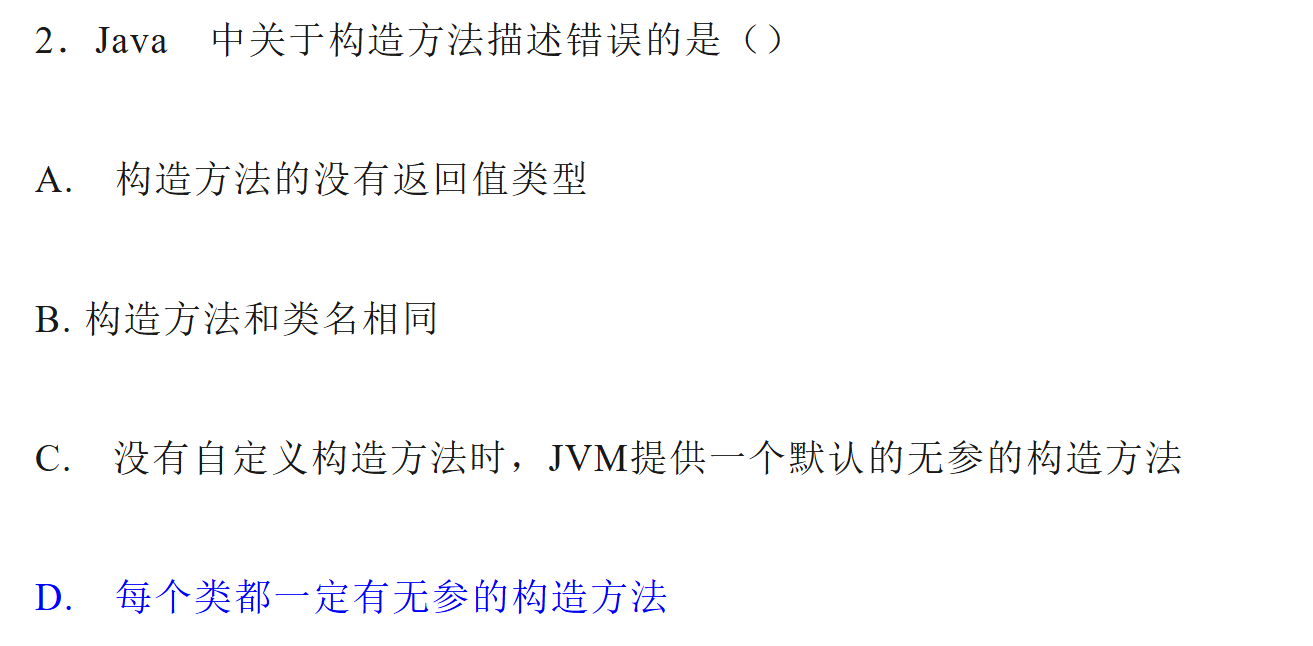 2．Java 中关于构造方法描述错误的是（）
A. 构造方法的没有返回值类型
B. 构造方法和类名相同
C. 没有自定义构造方法时，JVM提供一个默认的无参的构造方法
D. 每个类都一定有无参的构造方法